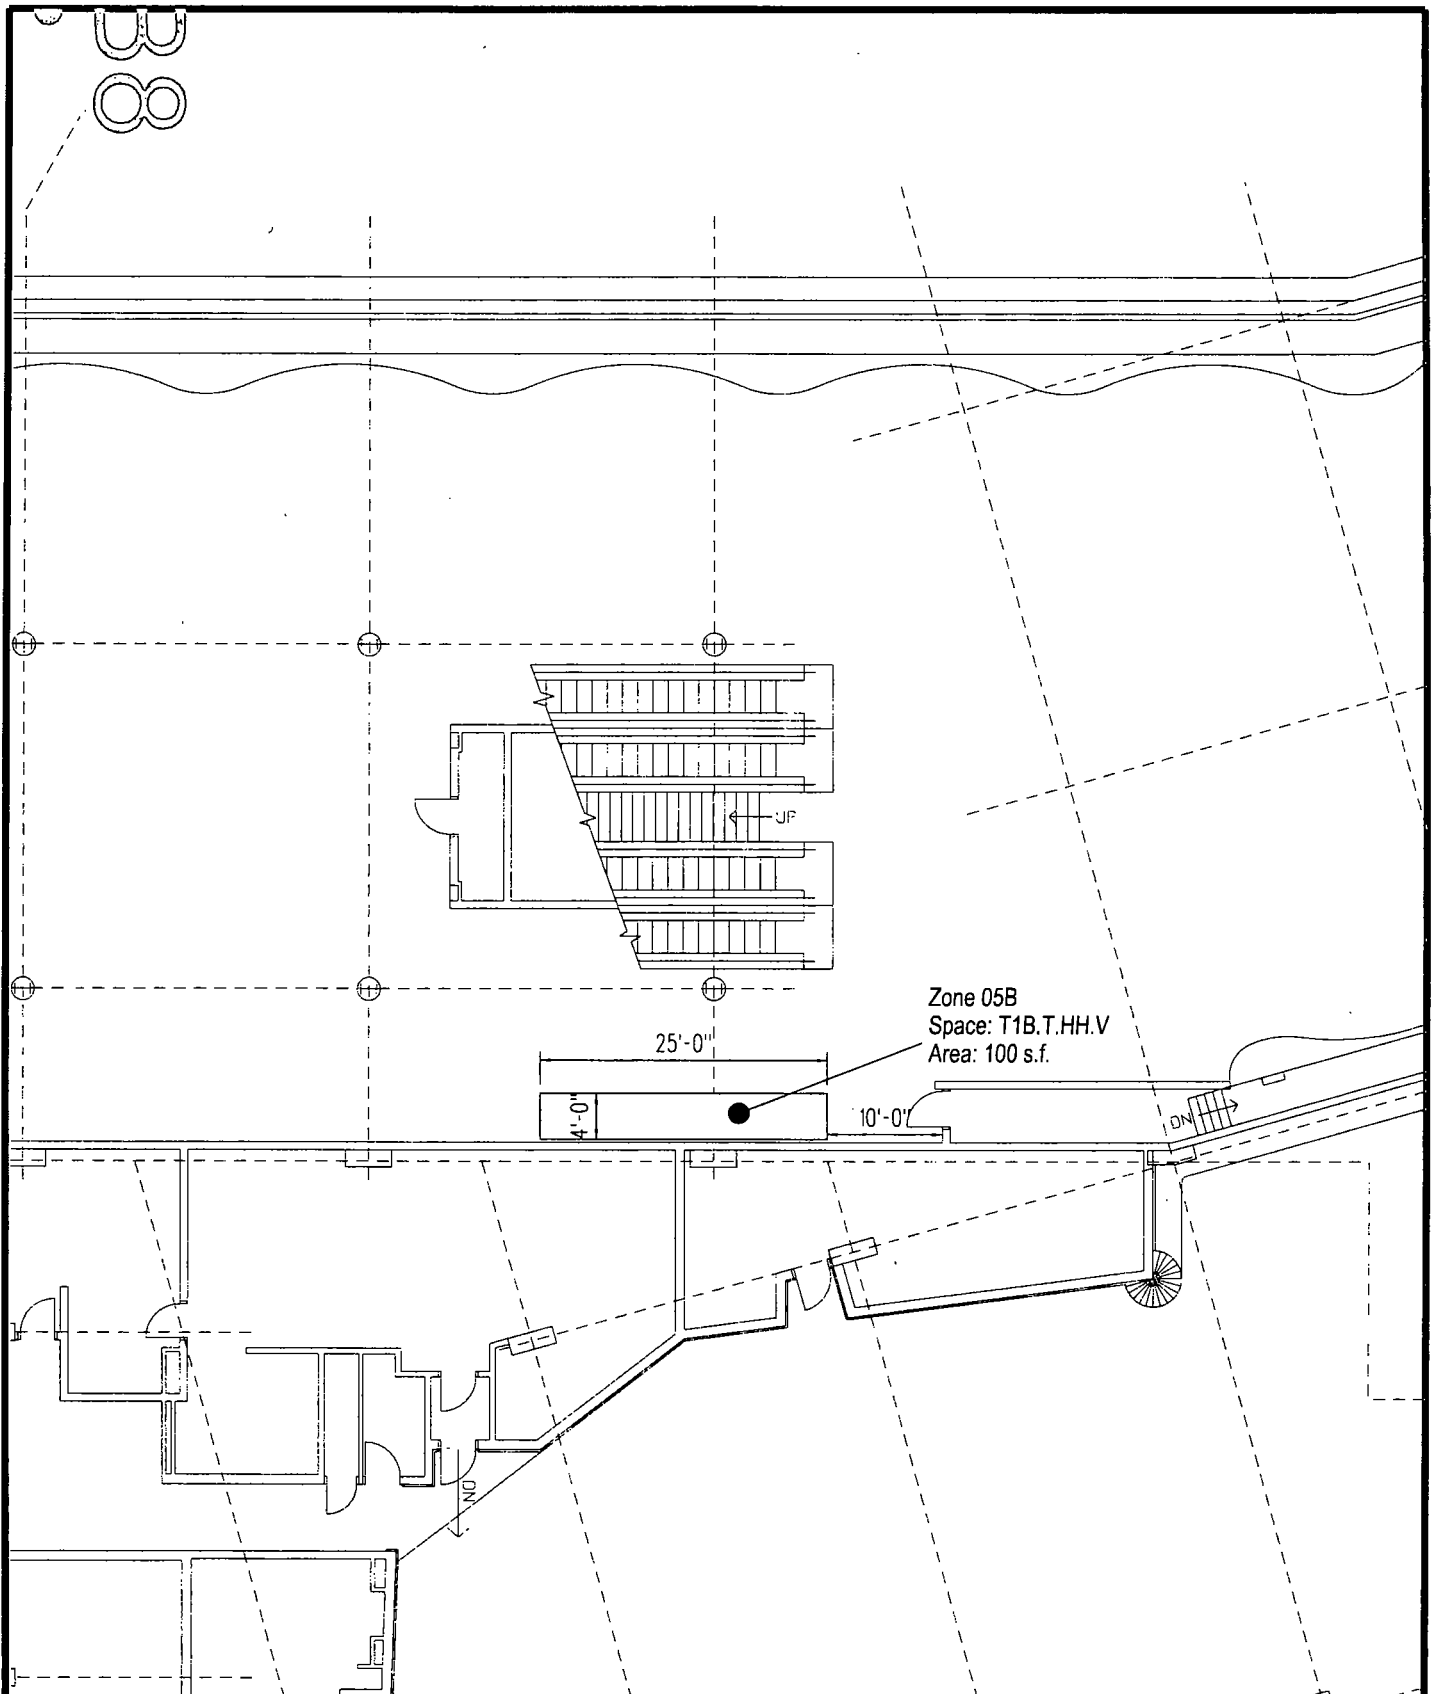 UP
Zone 05B
Space: T1B.T.HH.V
Area: 100 s.f.
25'-0"
4'-0"
10'-0"
DN
DN